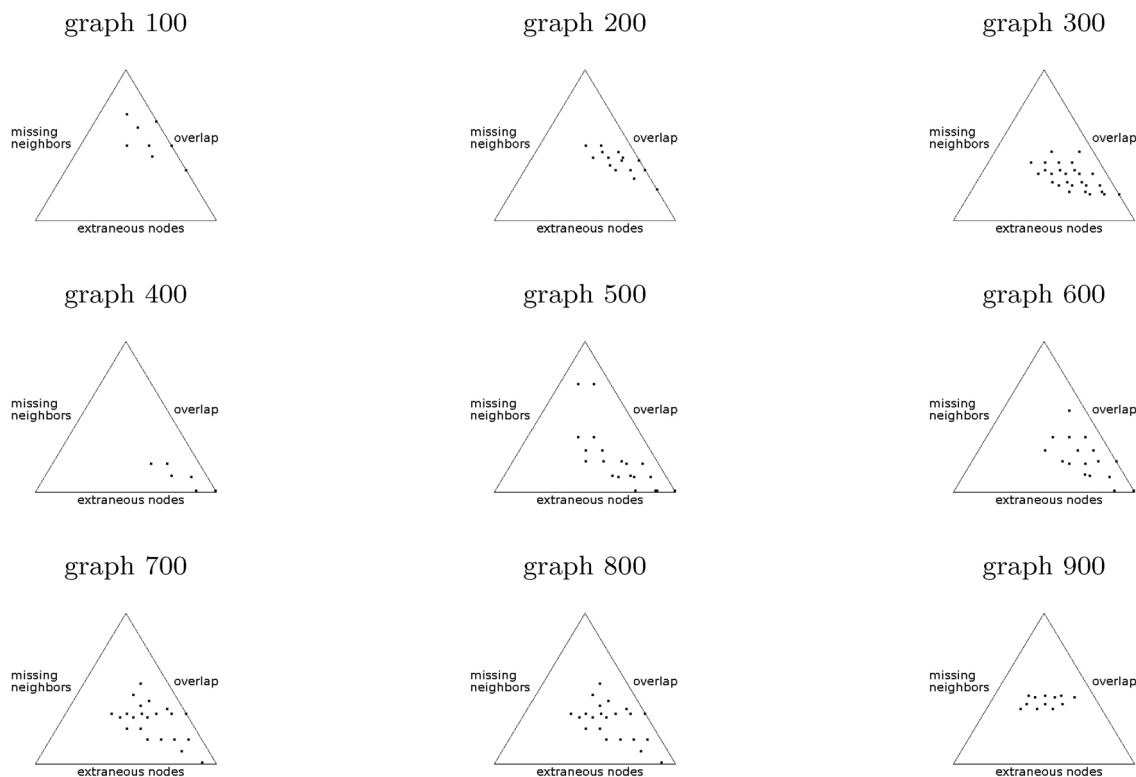 graph 100
missing
neighbors
overlap
extraneous nodes
graph 200
missing
neighbors
overlap
extraneous nodes
graph 300
missing
neighbors
overlap
extraneous nodes
graph 400
missing
neighbors
overlap
extraneous nodes
graph 500
missing
neighbors
overlap
extraneous nodes
graph 600
missing
neighbors
overlap
extraneous nodes
graph 700
missing
neighbors
overlap
extraneous nodes
graph 800
missing
neighbors
overlap
extraneous nodes
graph 900
missing
neighbors
overlap
extraneous nodes